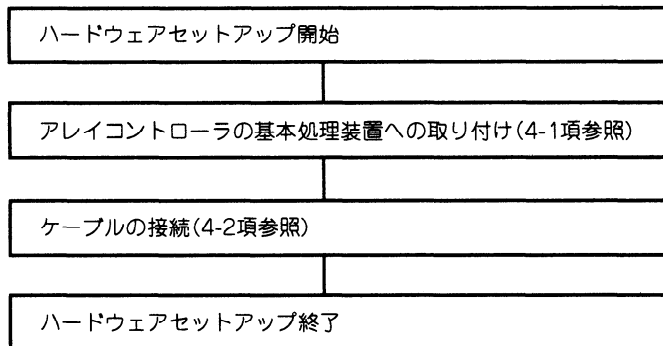 ハードウェアセットアップ開始
アレイコントローラの基本処理装置への取り付け(4-1項参照)
ケーブルの接続(4-2項参照)
ハードウェアセットアップ終了